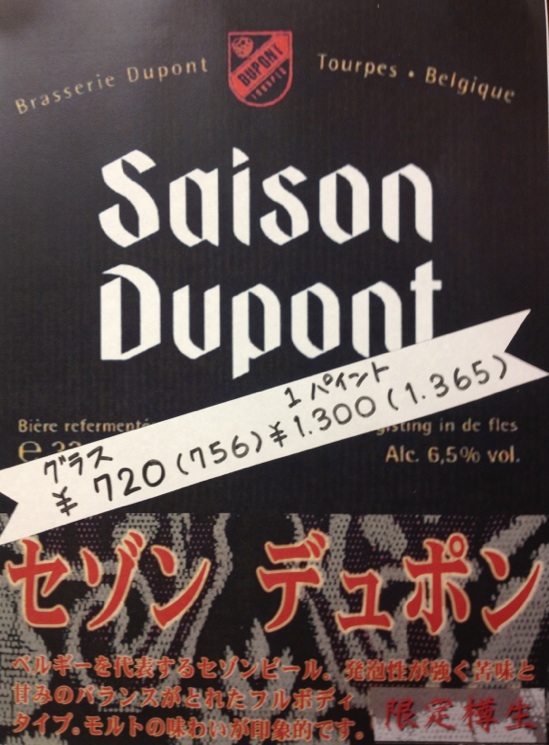 Brasserie Dupont
DUPONT
TOURPES
Tourpes • Belgique
Saison
Dupont
1 パイント
¥1.300(1.365)
グラス
¥720(756)
Bière refermenté
gisting in de fles
e 33
Alc. 6,5% vol.
セゾン デュポン
ベルギーを代表するセゾンビール。発泡性が強く苦味と
甘みのバランスがとれたフルボディ
タイプ。モルトの味わいが印象的です。
限定樽生